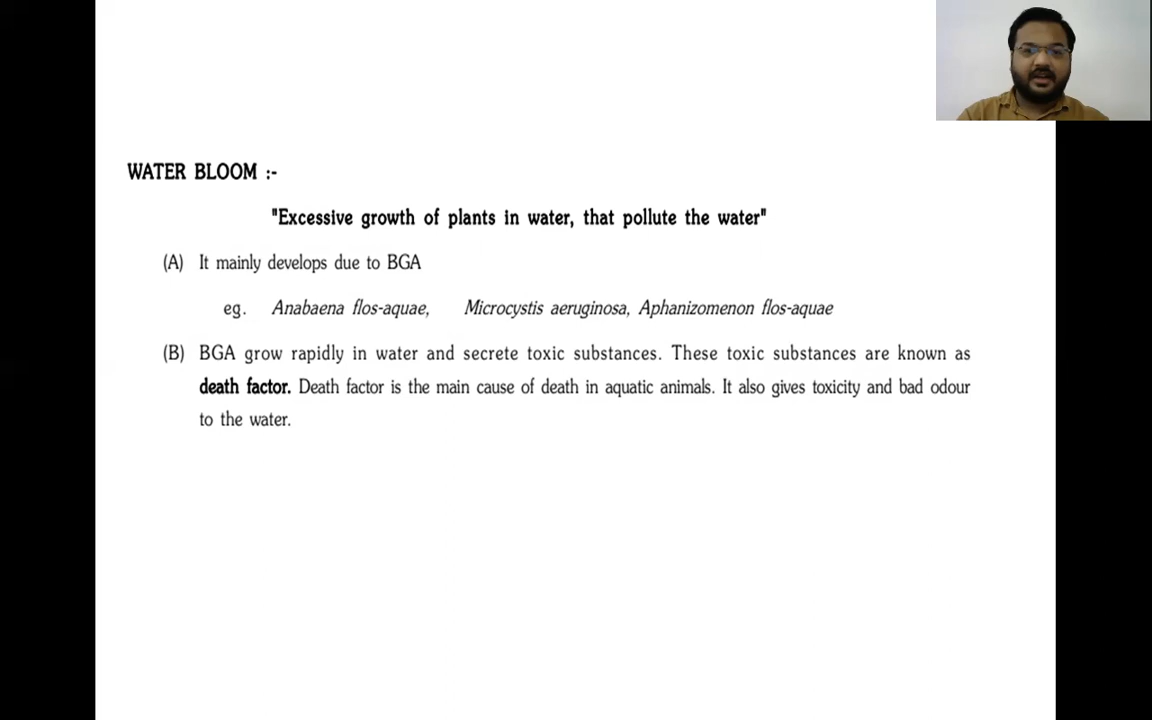 WATER BLOOM :-
"Excessive growth of plants in water, that pollute the water"
(A) It mainly develops due to BGA
eg. Anabaena flos-aquae, Microcystis aeruginosa, Aphanizomenon flos-aquae
(B) BGA grow rapidly in water and secrete toxic substances. These toxic substances are known as
death factor. Death factor is the main cause of death in aquatic animals. It also gives toxicity and bad odour
to the water.